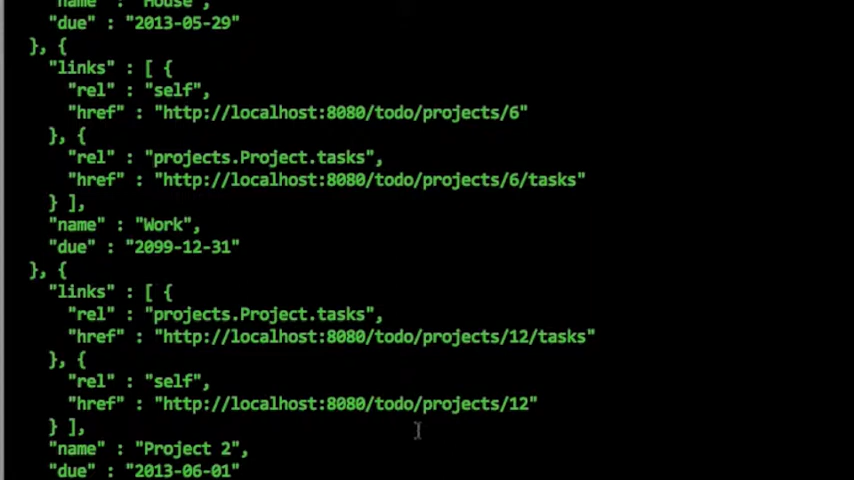 "name" : "House",
"due" : "2013-05-29"
}, {
"links" : [ {
"rel" : "self",
"href" : "http://localhost:8080/todo/projects/6"
}, {
"rel" : "projects.Project.tasks",
"href" : "http://localhost:8080/todo/projects/6/tasks"
} ],
"name" : "Work",
"due" : "2099-12-31"
}, {
"links" : [ {
"rel" : "projects.Project.tasks",
"href" : "http://localhost:8080/todo/projects/12/tasks"
}, {
"rel" : "self",
"href" : "http://localhost:8080/todo/projects/12"
} ],
"name" : "Project 2",
"due" : "2013-06-01"